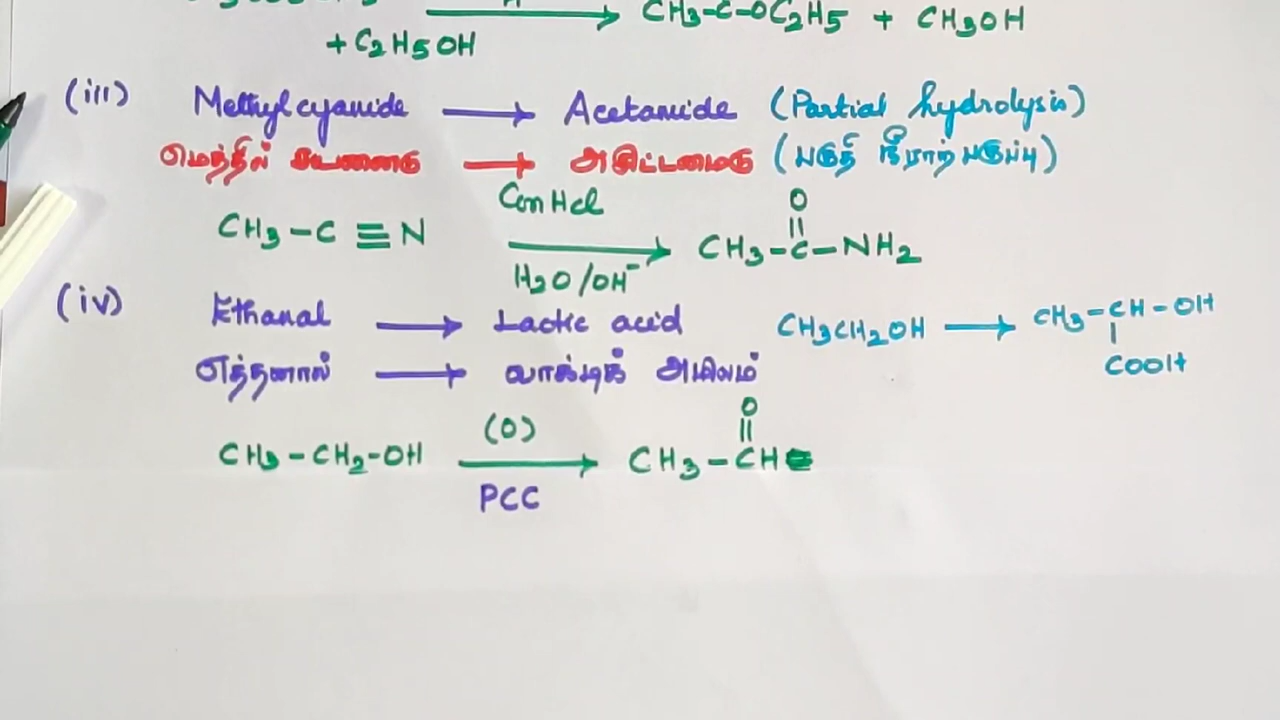 CH3-C-OC2H5 + CH3OH
+ C2H5OH
(iii) Methylcyanide → Acetamide (Partial hydrolysis)
மெத்தில் சயனைடு → அசிட்டமைடு (பகுதி நீராற்பகுப்பு)
Con Hcl
O
CH3-C≡N → CH3-C-NH2
H2O/OH-
(iv) Ethanal → Lactic acid CH3CH2OH → CH3-CH-OH
எத்தனால் → லாக்டிக் அமிலம் COOH
(O) O
CH3-CH2-OH → CH3-CH
PCC